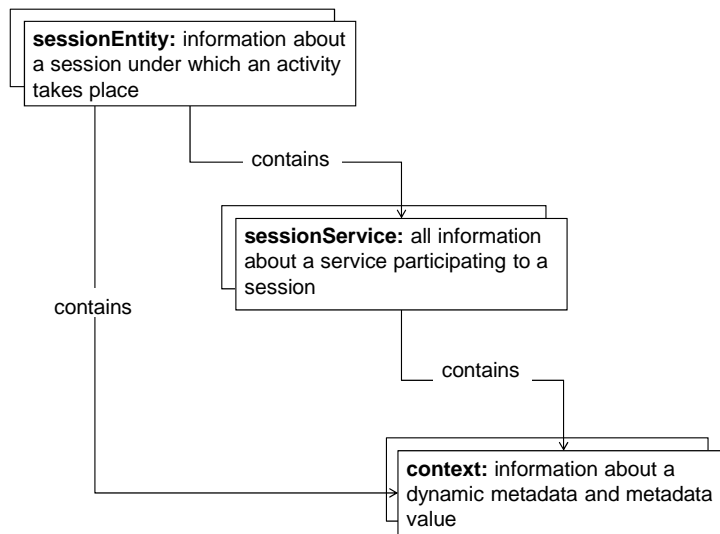 sessionEntity: information about
a session under which an activity
takes place
contains
sessionService: all information
about a service participating to a
session
contains
contains
context: information about a
dynamic metadata and metadata
value